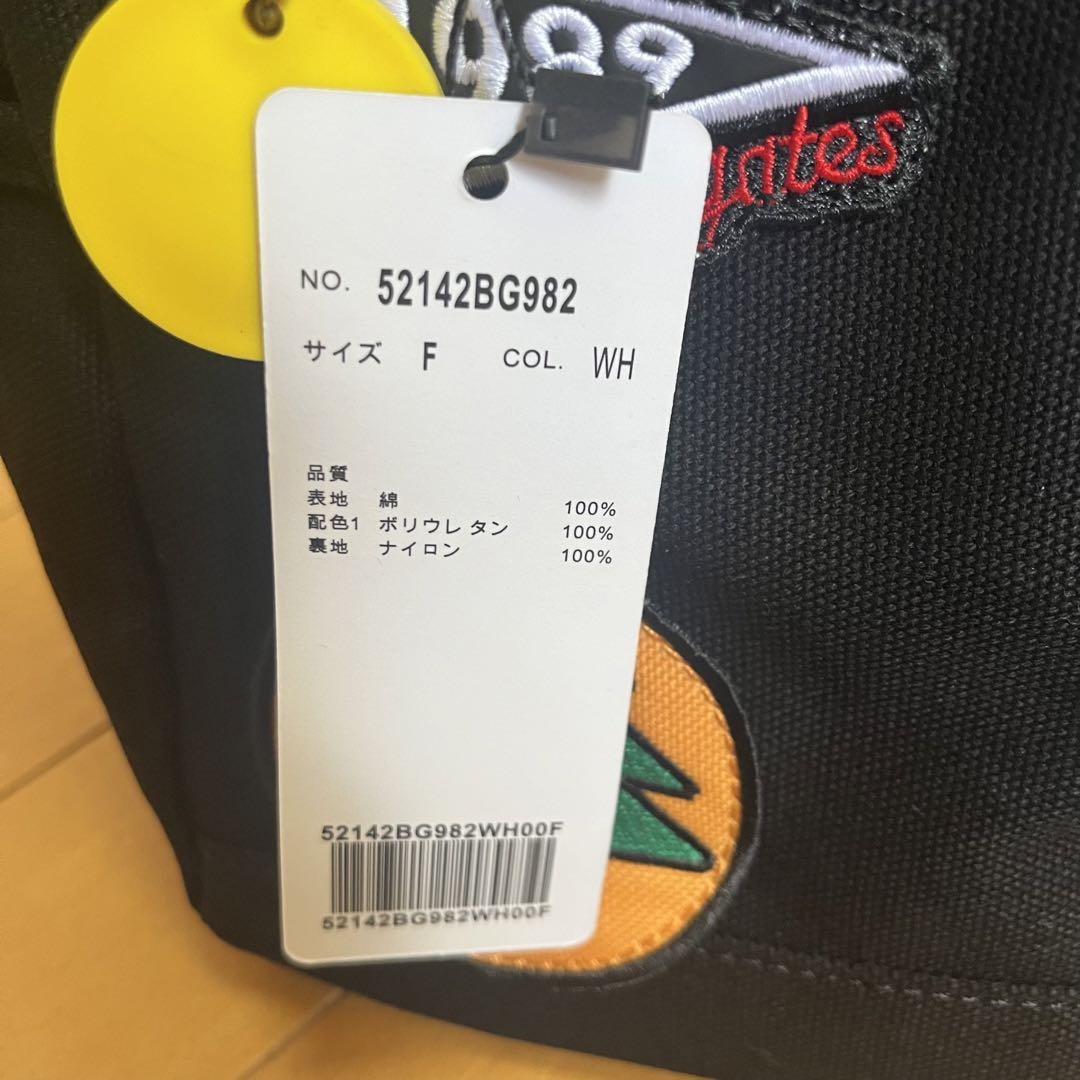 989
NO. 52142BG982
サイズ F COL. WH
品質
表地 綿 100%
配色1 ポリウレ タン 100%
裏地 ナイロン 100%
52142BG982WH00F
52142BG982WH00F